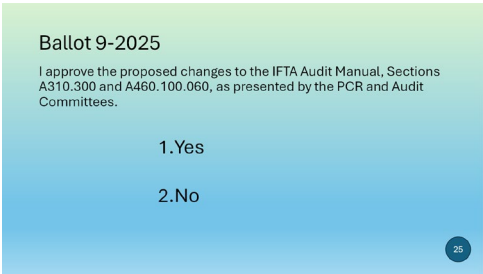 Ballot 9-2025
I approve the proposed changes to the IFTA Audit Manual, Sections
A310.300 and A460.100.060, as presented by the PCR and Audit
Committees.
1.Yes
2.No
25